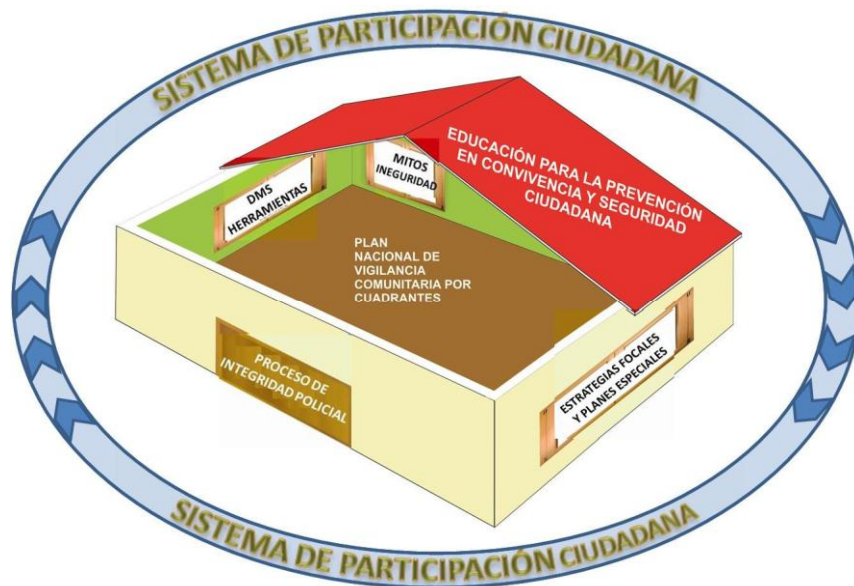 SISTEMA DE PARTICIPACIÓN CIUDADANA
EDUCACIÓN PARA LA PREVENCIÓN
EN CONVIVENCIA Y SEGURIDAD
CIUDADANA
MITOS
INEGURIDAD
DMS
HERRAMIENTAS
PLAN
NACIONAL DE
VIGILANCIA
COMUNITARIA POR
CUADRANTES
PROCESO DE
INTEGRIDAD POLICIAL
ESTRATEGIAS FOCALES
Y PLANES ESPECIALES
SISTEMA DE PARTICIPACIÓN CIUDADANA